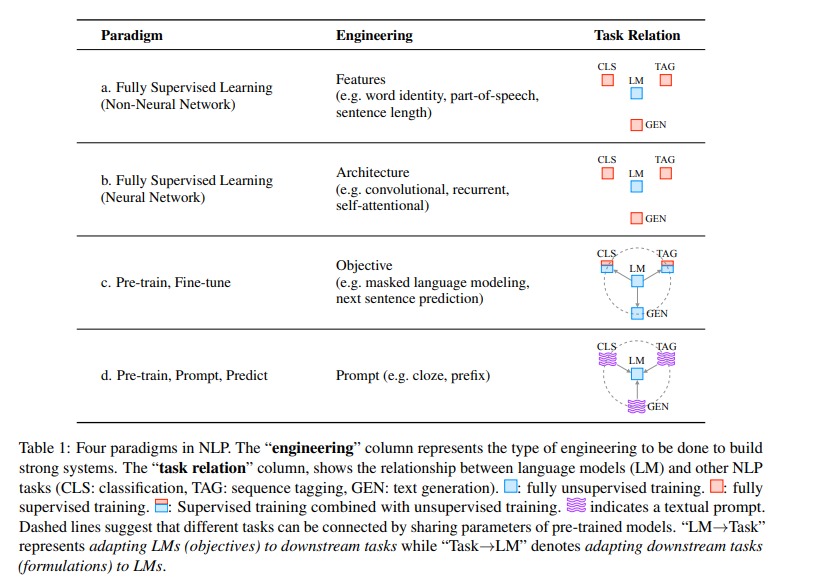 Paradigm Engineering Task Relation
a. Fully Supervised Learning
(Non-Neural Network)
Features
(e.g. word identity, part-of-speech,
sentence length)
CLS TAG
LM
GEN
b. Fully Supervised Learning
(Neural Network)
Architecture
(e.g. convolutional, recurrent,
self-attentional)
CLS TAG
LM
GEN
c. Pre-train, Fine-tune
Objective
(e.g. masked language modeling,
next sentence prediction)
CLS TAG
LM
GEN
d. Pre-train, Prompt, Predict
Prompt (e.g. cloze, prefix)
CLS TAG
LM
GEN
Table 1: Four paradigms in NLP. The “engineering” column represents the type of engineering to be done to build
strong systems. The “task relation” column, shows the relationship between language models (LM) and other NLP
tasks (CLS: classification, TAG: sequence tagging, GEN: text generation). : fully unsupervised training. : fully
supervised training. : Supervised training combined with unsupervised training. indicates a textual prompt.
Dashed lines suggest that different tasks can be connected by sharing parameters of pre-trained models. “LM→Task”
represents adapting LMs (objectives) to downstream tasks while “Task→LM” denotes adapting downstream tasks
(formulations) to LMs.